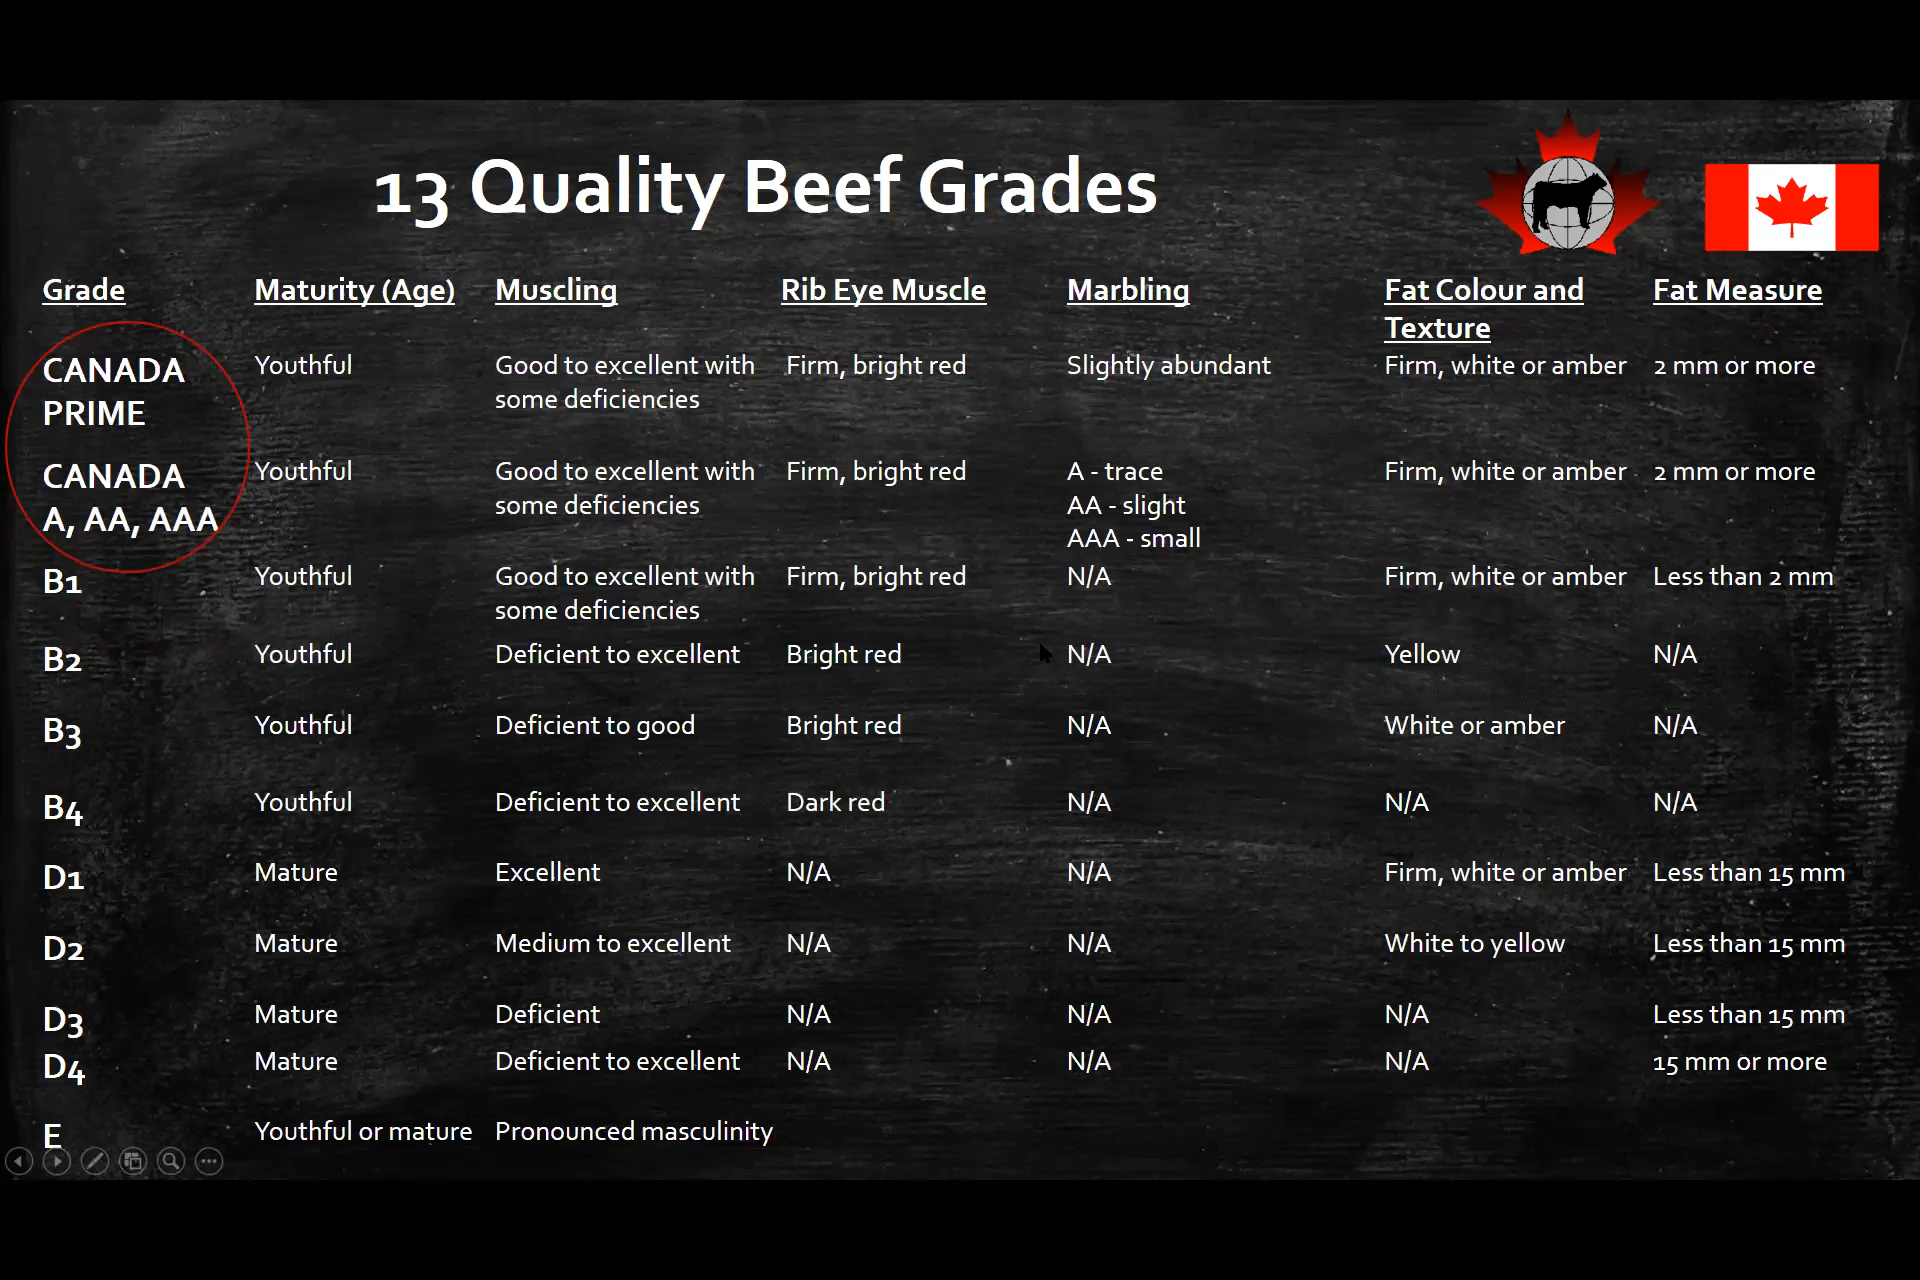 13 Quality Beef Grades
Grade Maturity (Age) Muscling Rib Eye Muscle Marbling Fat Colour and Texture Fat Measure
CANADA PRIME Youthful Good to excellent with some deficiencies Firm, bright red Slightly abundant Firm, white or amber 2 mm or more
CANADA A, AA, AAA Youthful Good to excellent with some deficiencies Firm, bright red A - trace AA - slight AAA - small Firm, white or amber 2 mm or more
B1 Youthful Good to excellent with some deficiencies Firm, bright red N/A Firm, white or amber Less than 2 mm
B2 Youthful Deficient to excellent Bright red N/A Yellow N/A
B3 Youthful Deficient to good Bright red N/A White or amber N/A
B4 Youthful Deficient to excellent Dark red N/A N/A N/A
D1 Mature Excellent N/A N/A Firm, white or amber Less than 15 mm
D2 Mature Medium to excellent N/A N/A White to yellow Less than 15 mm
D3 Mature Deficient N/A N/A N/A Less than 15 mm
D4 Mature Deficient to excellent N/A N/A N/A 15 mm or more
E Youthful or mature Pronounced masculinity